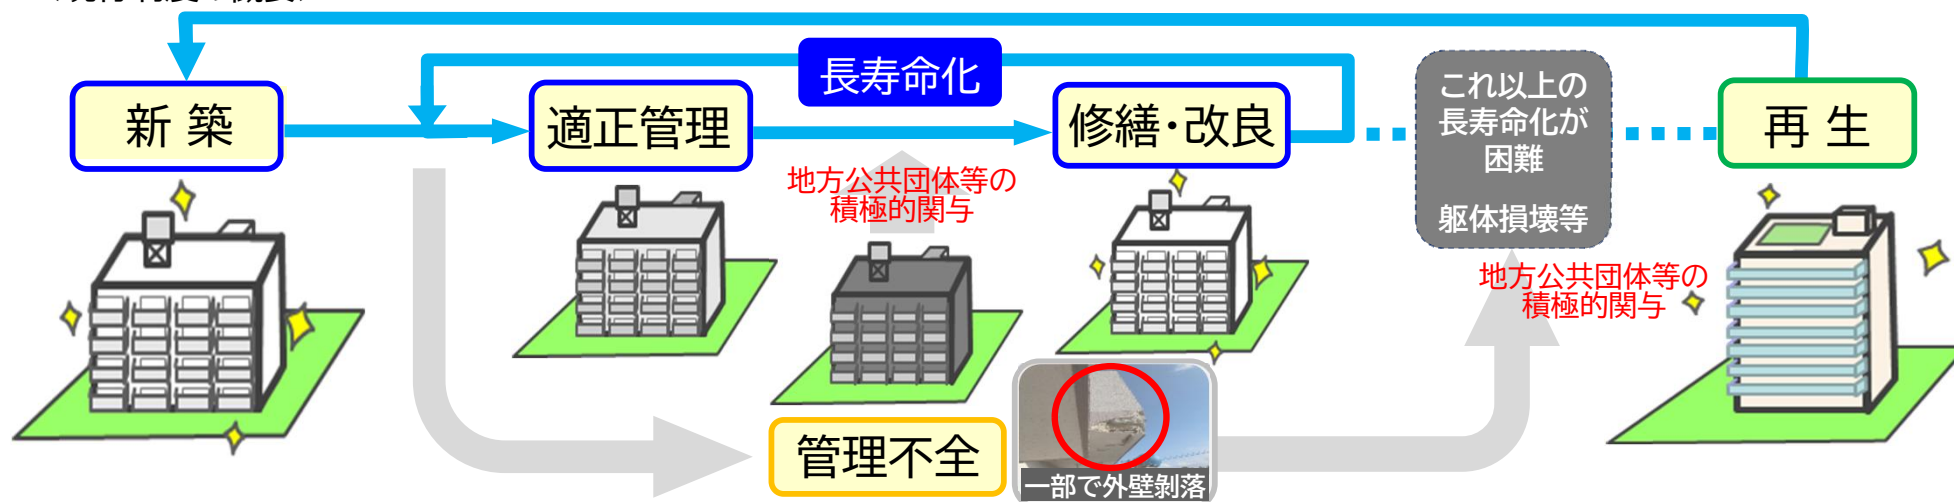 長寿命化
新 築
適正管理
修繕・改良
これ以上の
長寿命化が
困難
躯体損壊等
再 生
地方公共団体等の
積極的関与
地方公共団体等の
積極的関与
管理不全
一部で外壁剝落